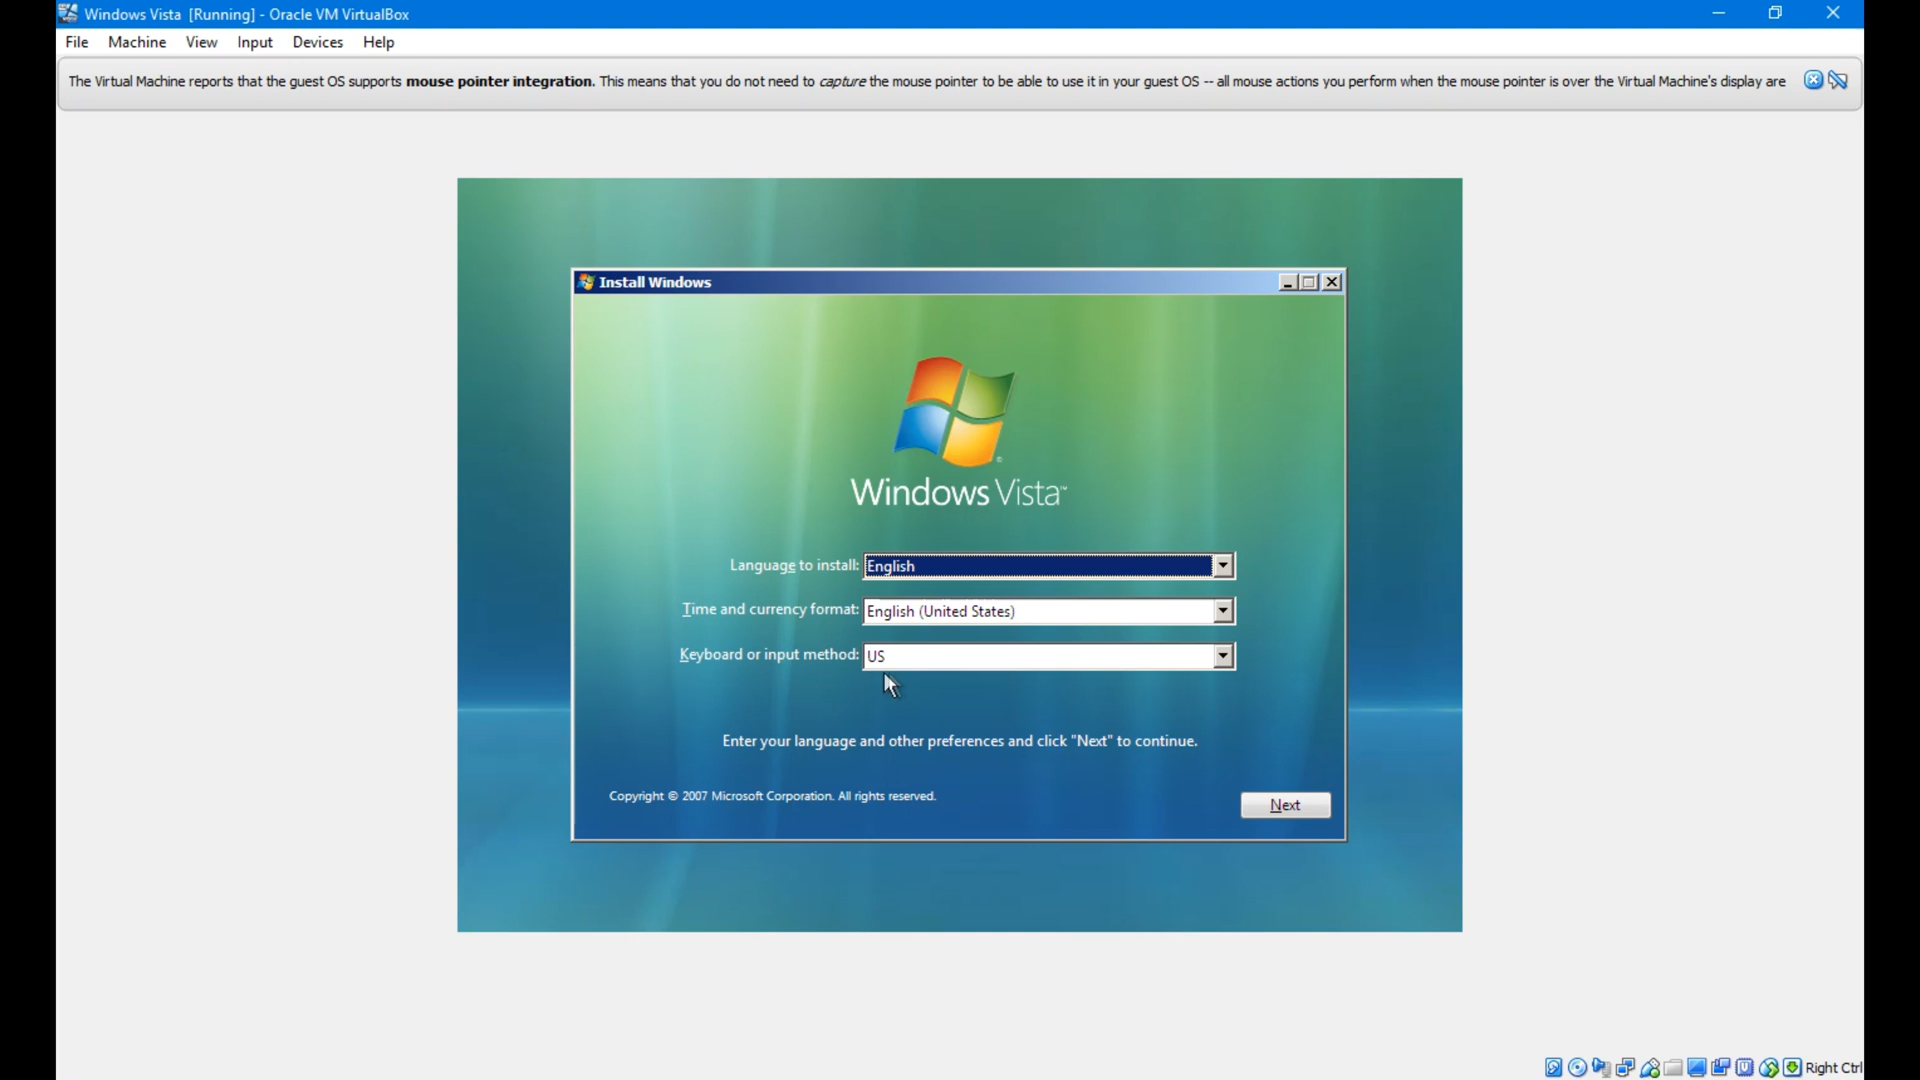 Windows Vista [Running] - Oracle VM VirtualBox
File Machine View Input Devices Help
The Virtual Machine reports that the guest OS supports mouse pointer integration. This means that you do not need to capture the mouse pointer to be able to use it in your guest OS -- all mouse actions you perform when the mouse pointer is over the Virtual Machine's display are
Install Windows
Windows Vista™
Language to install: English
Time and currency format: English (United States)
Keyboard or input method: US
Enter your language and other preferences and click "Next" to continue.
Copyright © 2007 Microsoft Corporation. All rights reserved.
Next
Right Ctrl